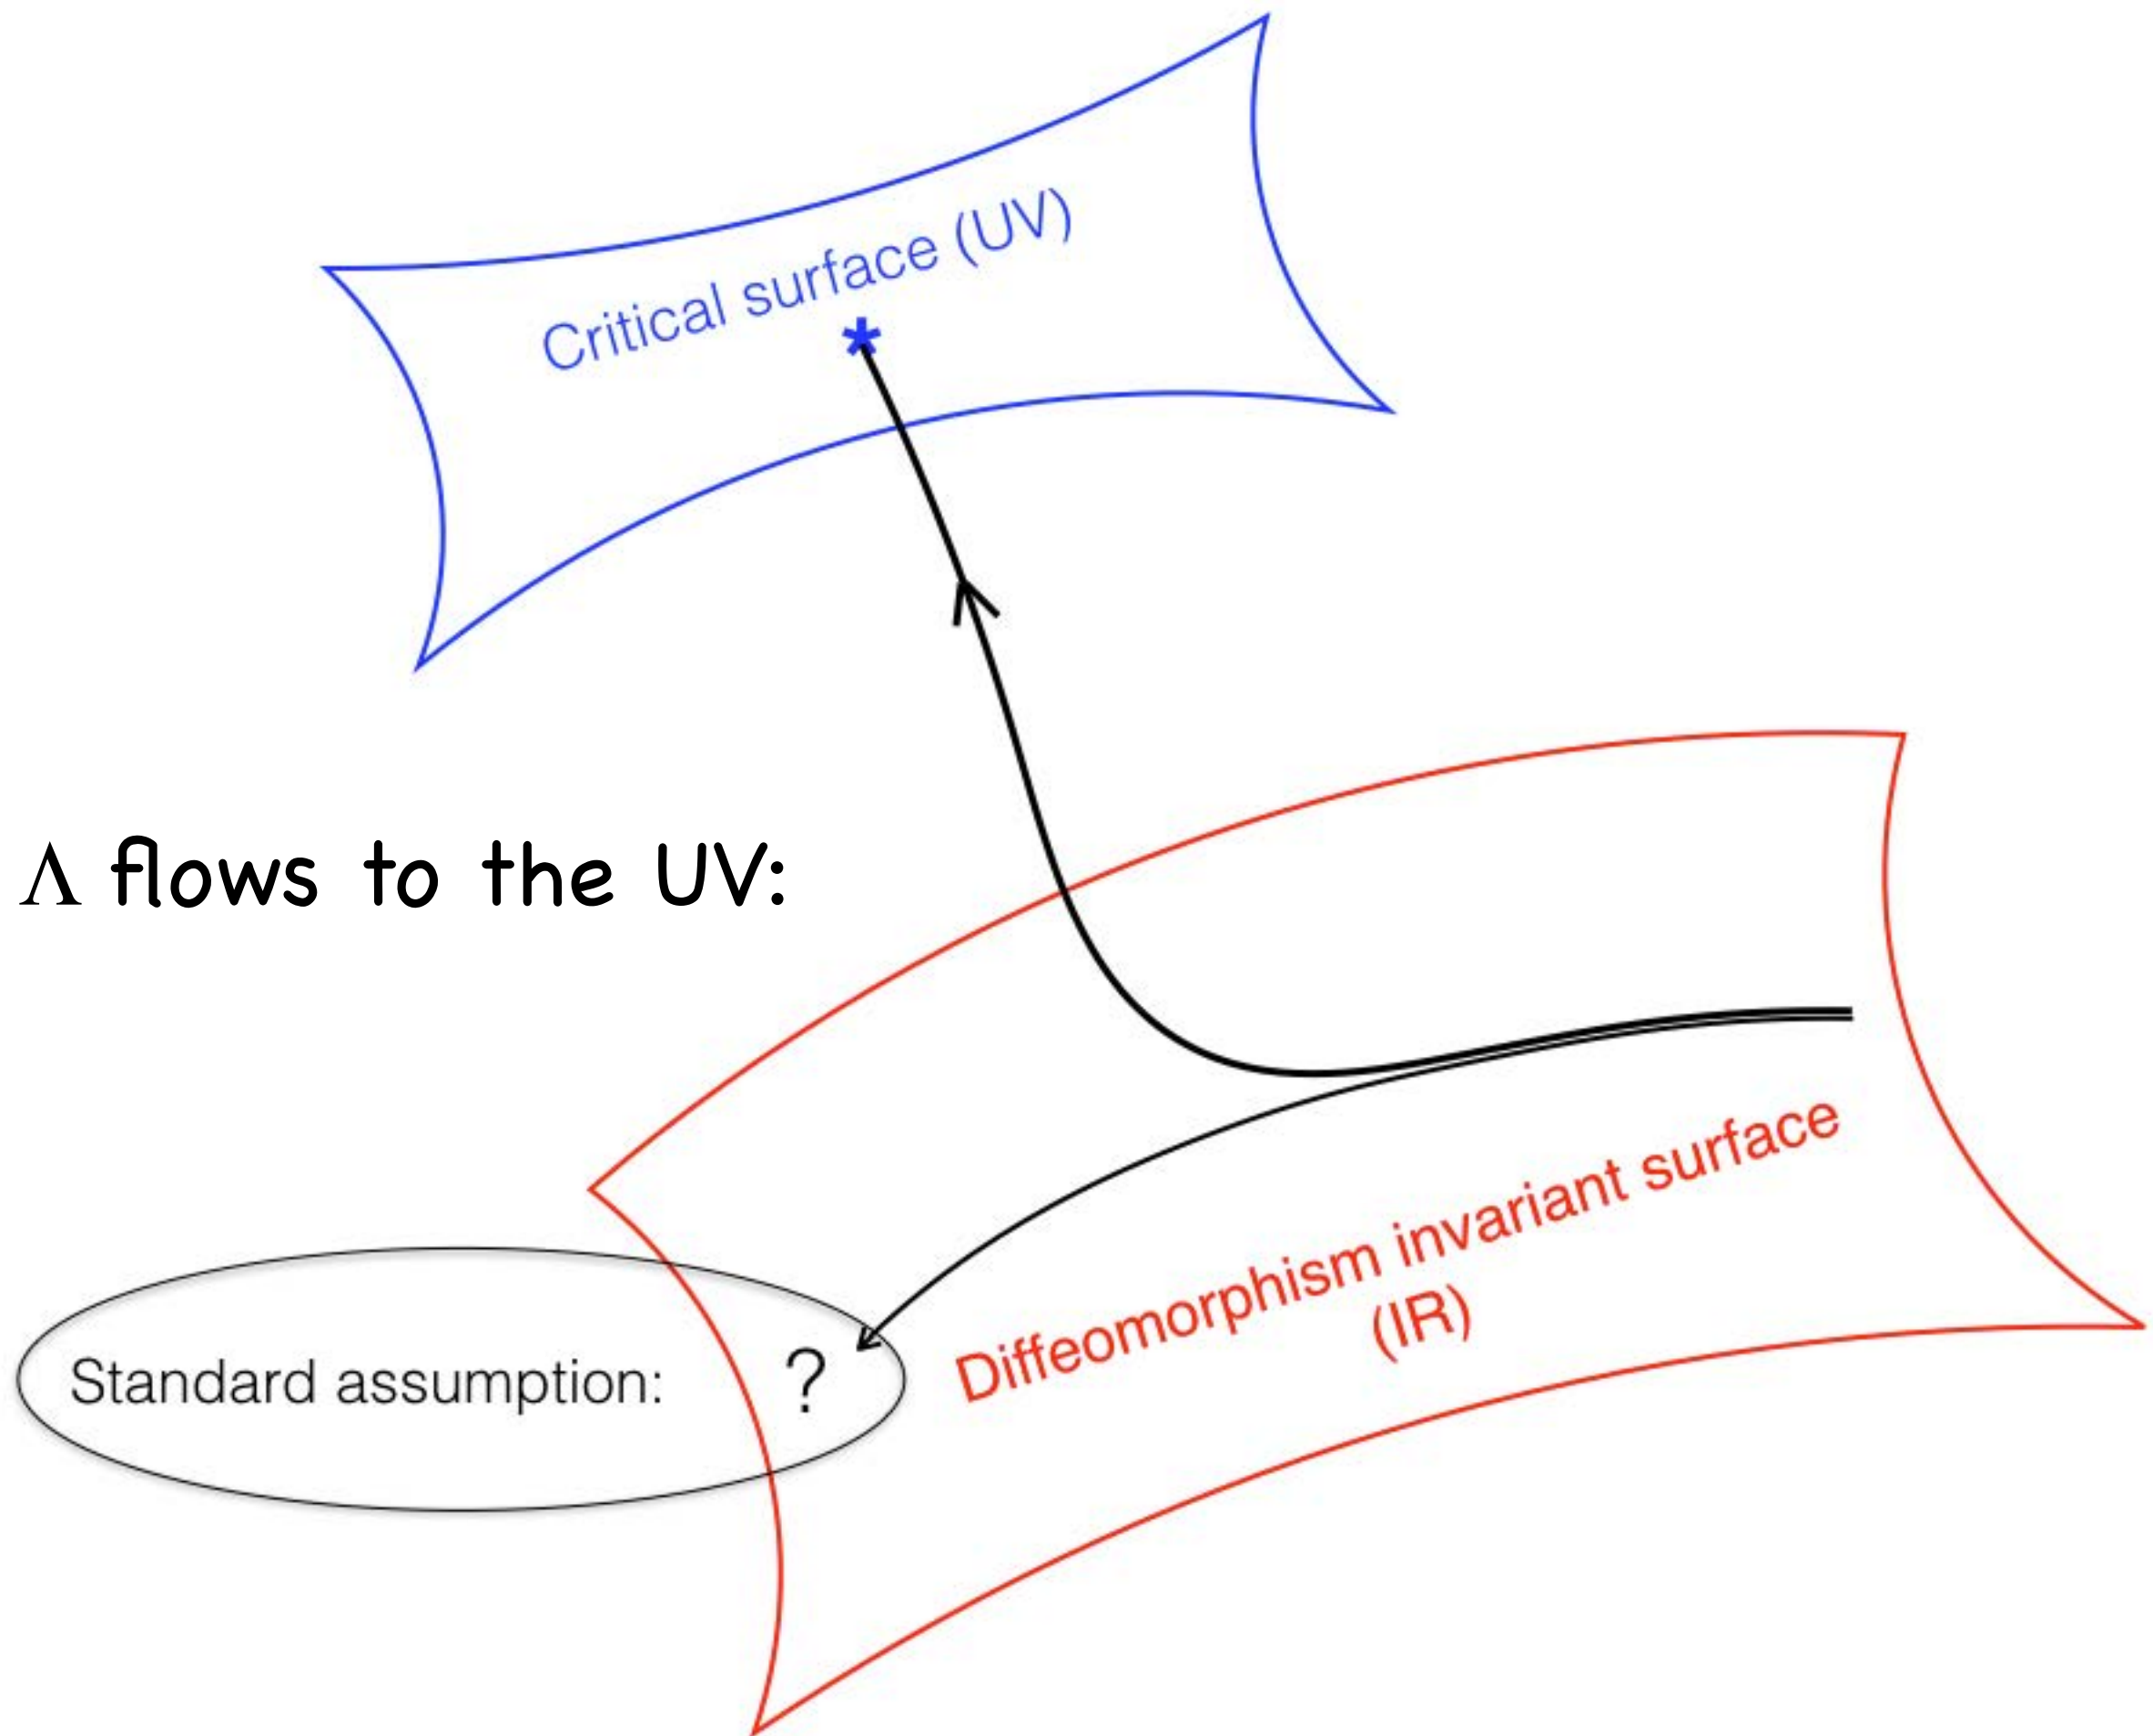 Critical surface (UV)
*
Λ flows to the UV:
Diffeomorphism invariant surface
(IR)
Standard assumption: ?